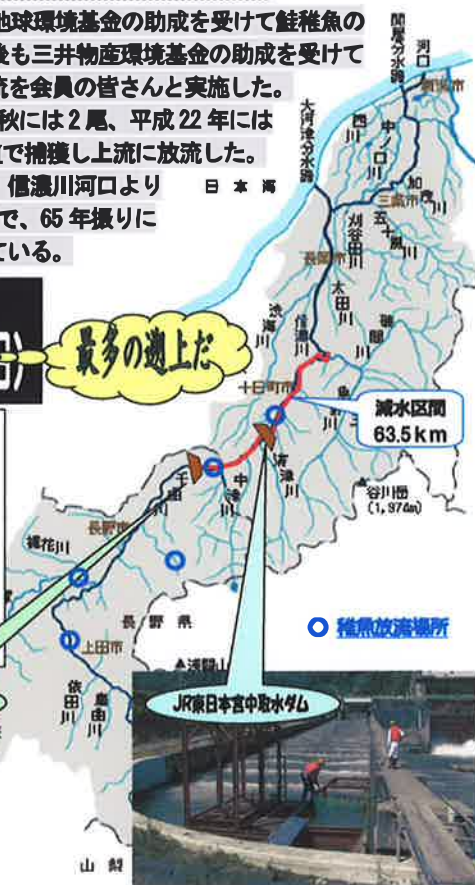 地球環境基金の助成を受けて鮭稚魚の
後も三井物産環境基金の助成を受けて
流を会員の皆さんと実施した。
秋には2尾、平成22年には
で捕獲し上流に放流した。
信濃川河口より
で、65年振りに
ている。
最多の遡上だ
日本海
関屋分水路
河口
新潟市
大河津分水路
西川
中ノ口川
加茂川
三条市
五十嵐川
刈谷田川
長岡市
太田川
渋海川
信濃川
十日町市
減水区間
63.5km
清津川
中津川
千曲川
谷川岳
(1,974m)
長野市
裾花川
長野県
稚魚放流場所
上田市
浅間山
依田川
鹿曲川
JR東日本宮中取水ダム
山梨